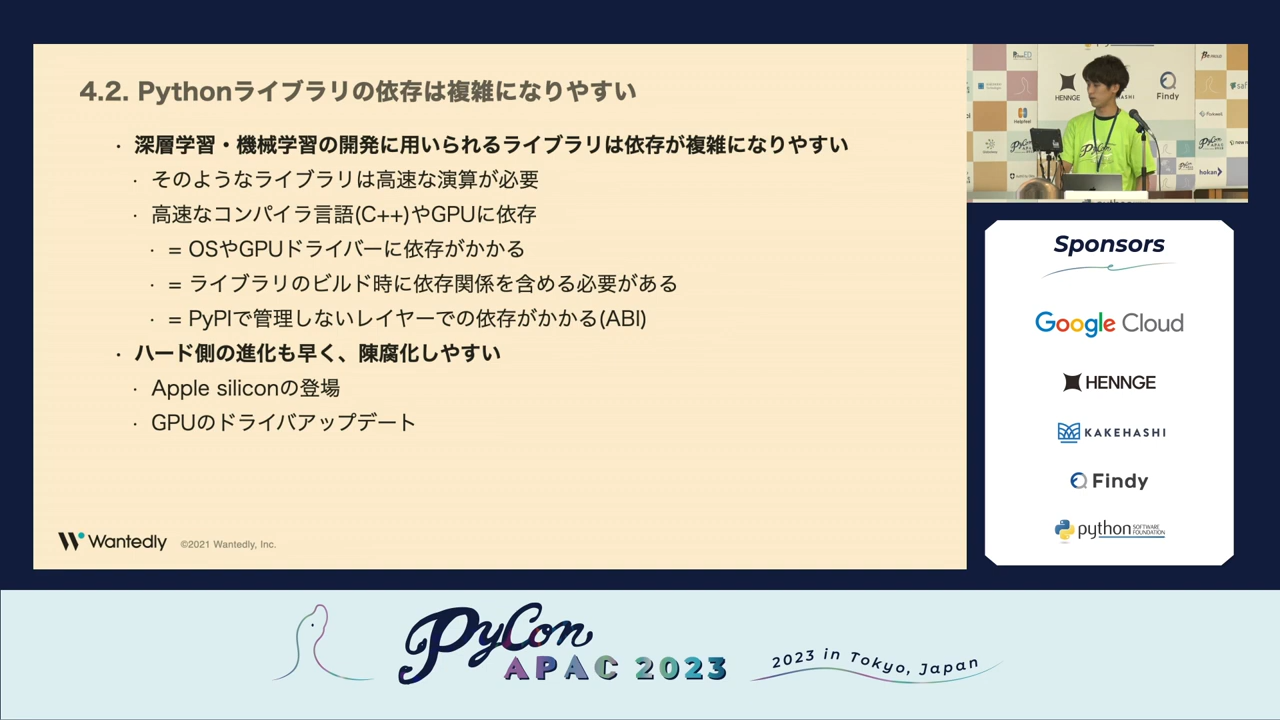 4.2. Pythonライブラリの依存は複雑になりやすい
・ 深層学習・機械学習の開発に用いられるライブラリは依存が複雑になりやすい
・ そのようなライブラリは高速な演算が必要
・ 高速なコンパイラ言語(C++)やGPUに依存
・ = OSやGPUドライバーに依存がかかる
・ = ライブラリのビルド時に依存関係を含める必要がある
・ = PyPIで管理しないレイヤーでの依存がかかる(ABI)
・ ハード側の進化も早く、陳腐化しやすい
・ Apple siliconの登場
・ GPUのドライバアップデート
Wantedly ©2021 Wantedly, Inc.
HENNGE
Findy
hokan
Sponsors
Google Cloud
HENNGE
KAKEHASHI
Findy
python SOFTWARE FOUNDATION
PyCon
APAC 2023
2023 in Tokyo, Japan